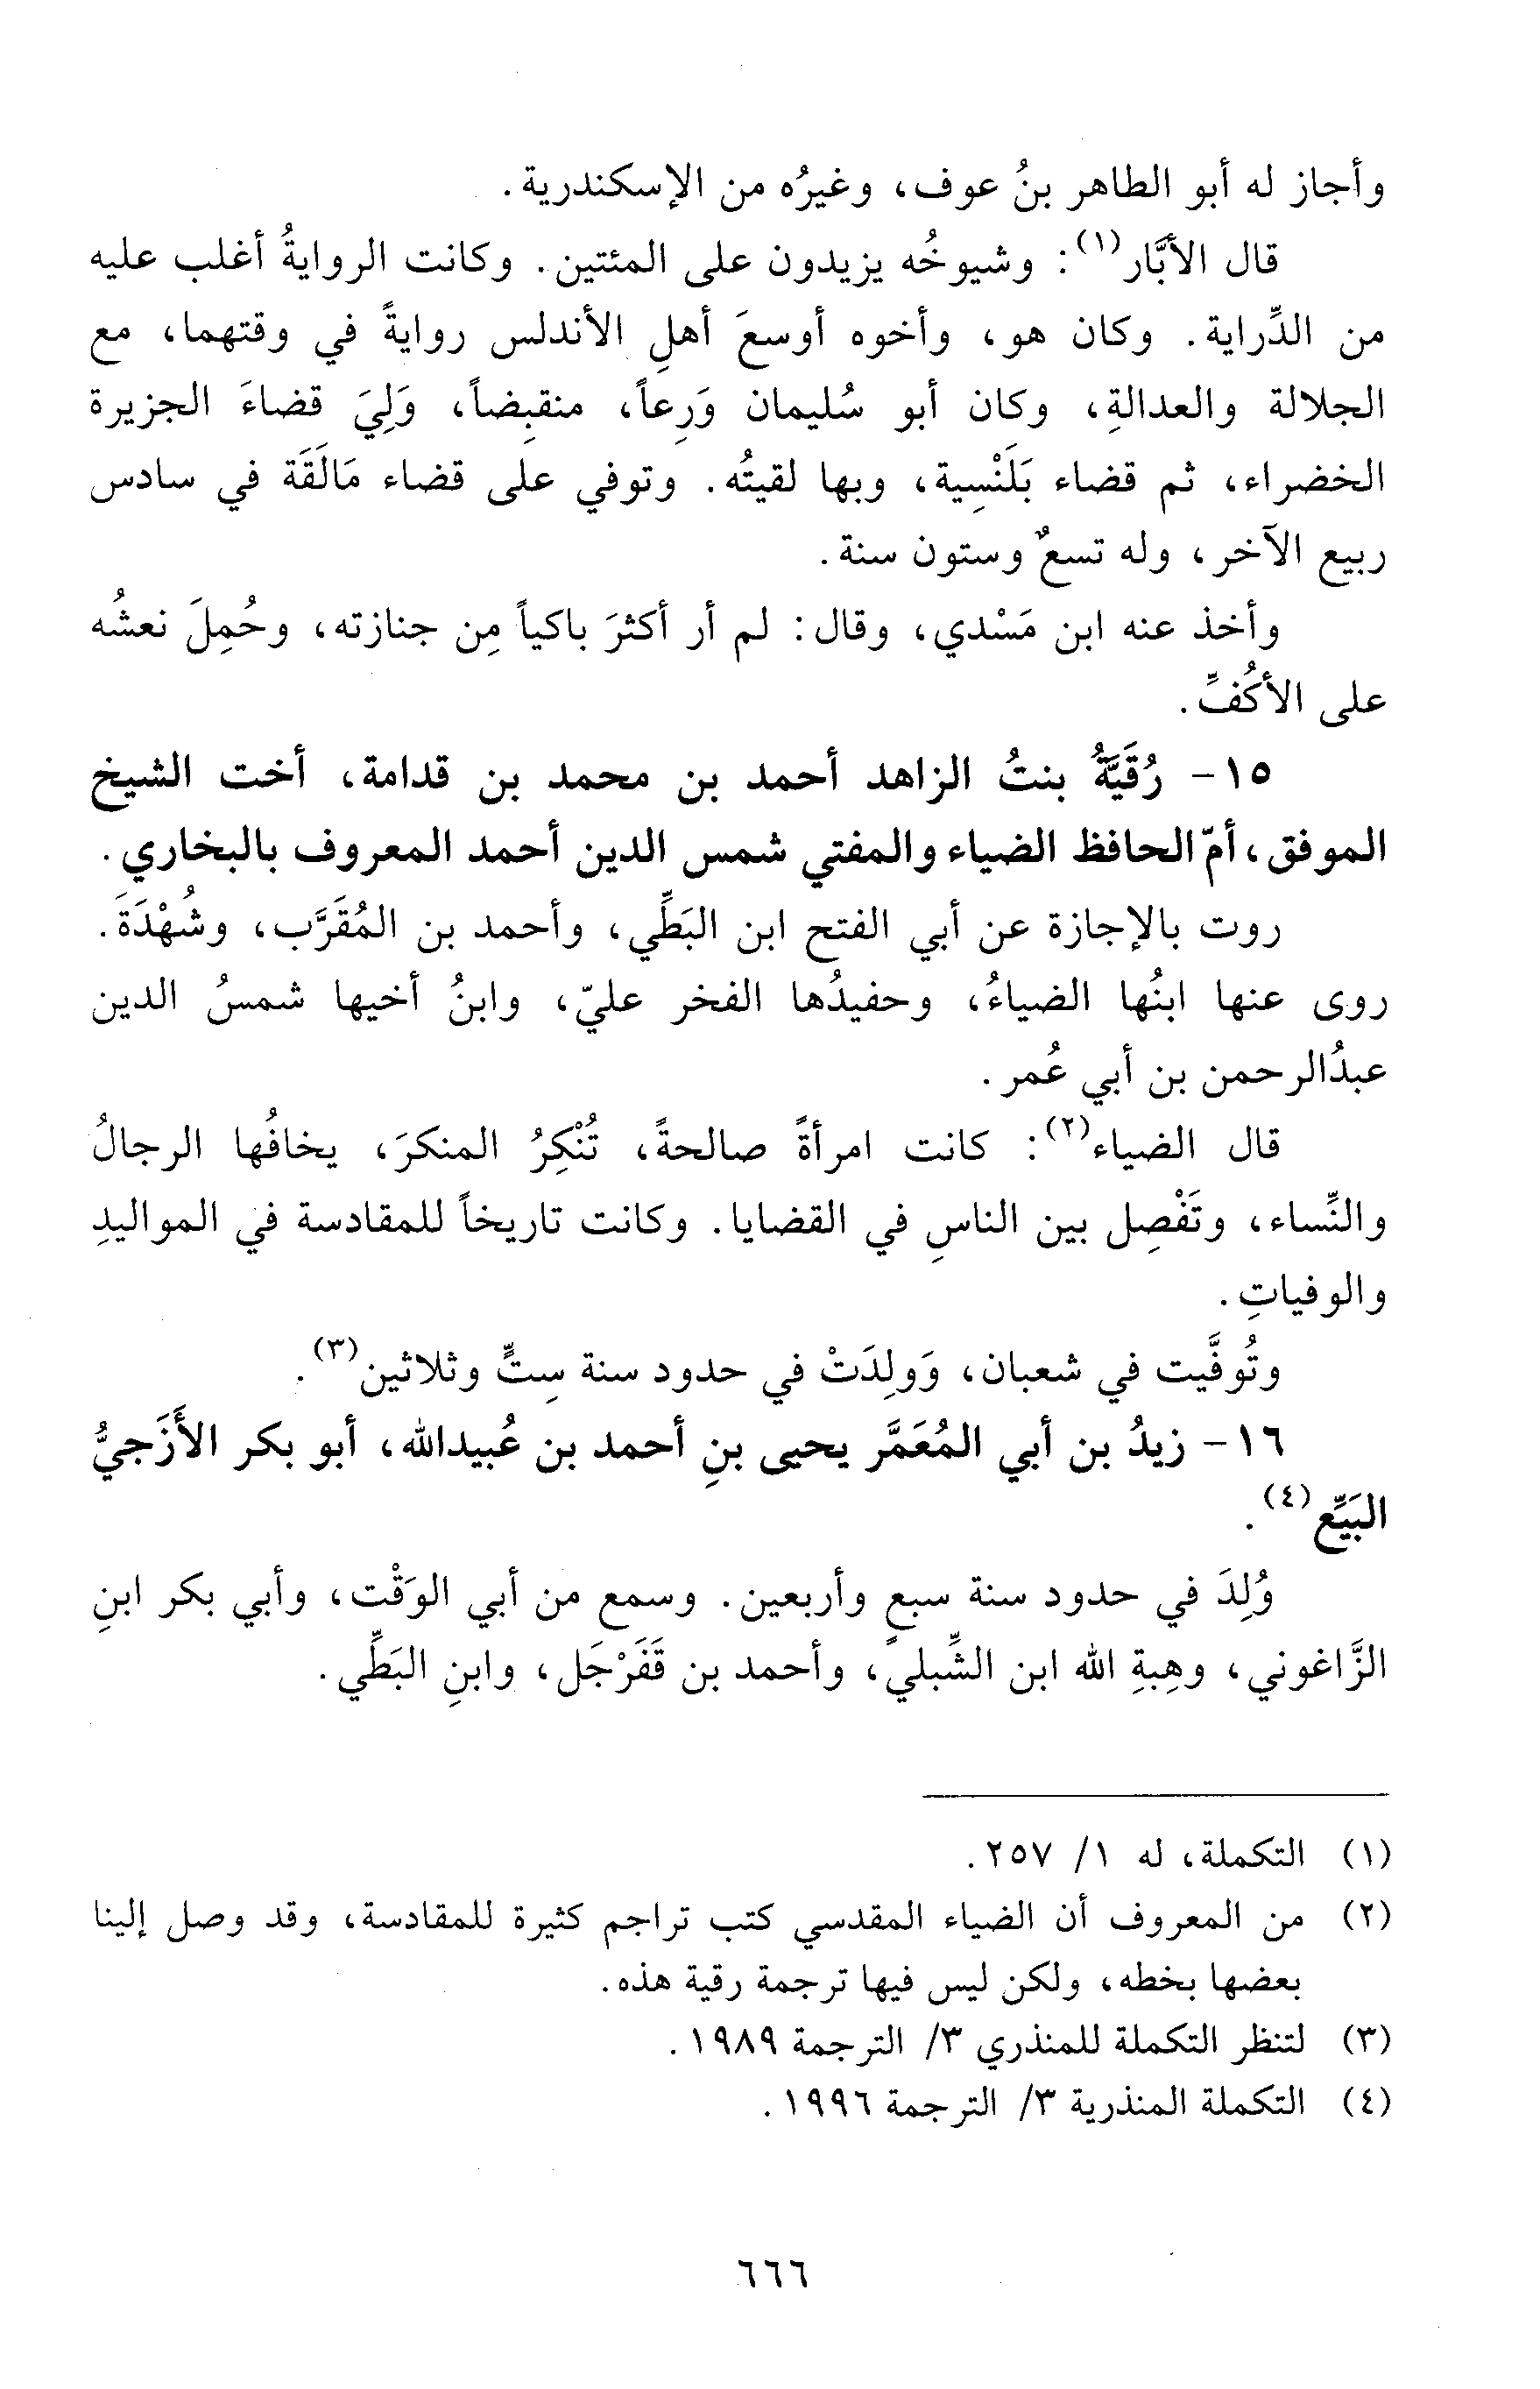 وأجاز له أبو الطاهر بنُ عوف، وغيرُه من الإسكندرية.
قال الأبَّار(١): وشيوخُه يزيدون على المئتين. وكانت الروايةُ أغلب عليه
من الدِّراية. وكان هو، وأخوه أوسعَ أهلِ الأندلس روايةً في وقتهما، مع
الجلالة والعدالةِ، وكان أبو سُليمان وَرِعاً، منقبِضاً، وَلِيَ قضاءَ الجزيرة
الخضراء، ثم قضاء بَلَنْسِية، وبها لقيتُه. وتوفي على قضاء مَالَقَة في سادس
ربيع الآخر، وله تسعٌ وستون سنة.
وأخذ عنه ابن مَسْدي، وقال: لم أر أكثرَ باكياً مِن جنازته، وحُمِلَ نعشُه
على الأكُفِّ.
١٥- رُقَيَّةُ بنتُ الزاهد أحمد بن محمد بن قدامة، أخت الشيخ
الموفق، أمّ الحافظ الضياء والمفتي شمس الدين أحمد المعروف بالبخاري.
روت بالإجازة عن أبي الفتح ابن البَطِّي، وأحمد بن المُقَرَّب، وشُهْدَةَ.
روى عنها ابنُها الضياءُ، وحفيدُها الفخر عليّ، وابنُ أخيها شمسُ الدين
عبدُالرحمن بن أبي عُمر.
قال الضياء(٢): كانت امرأةً صالحةً، تُنْكِرُ المنكرَ، يخافُها الرجالُ
والنِّساء، وتَفْصِل بين الناسِ في القضايا. وكانت تاريخاً للمقادسة في المواليدِ
والوفياتِ.
وتُوفَّيت في شعبان، وَولِدَتْ في حدود سنة سِتٍّ وثلاثين(٣).
١٦- زيدُ بن أبي المُعَمَّر يحيى بنِ أحمد بن عُبيدالله، أبو بكر الأَزَجيُّ
البَيِّع(٤).
وُلِدَ في حدود سنة سبعٍ وأربعين. وسمع من أبي الوَقْت، وأبي بكر ابنِ
الزَّاغوني، وهِبةِ الله ابن الشِّبلي، وأحمد بن قَفَرْجَل، وابنِ البَطِّي.
(١) التكملة، له ١/ ٢٥٧.
(٢) من المعروف أن الضياء المقدسي كتب تراجم كثيرة للمقادسة، وقد وصل إلينا
بعضها بخطه، ولكن ليس فيها ترجمة رقية هذه.
(٣) لتنظر التكملة للمنذري ٣/ الترجمة ١٩٨٩.
(٤) التكملة المنذرية ٣/ الترجمة ١٩٩٦.
٦٦٦